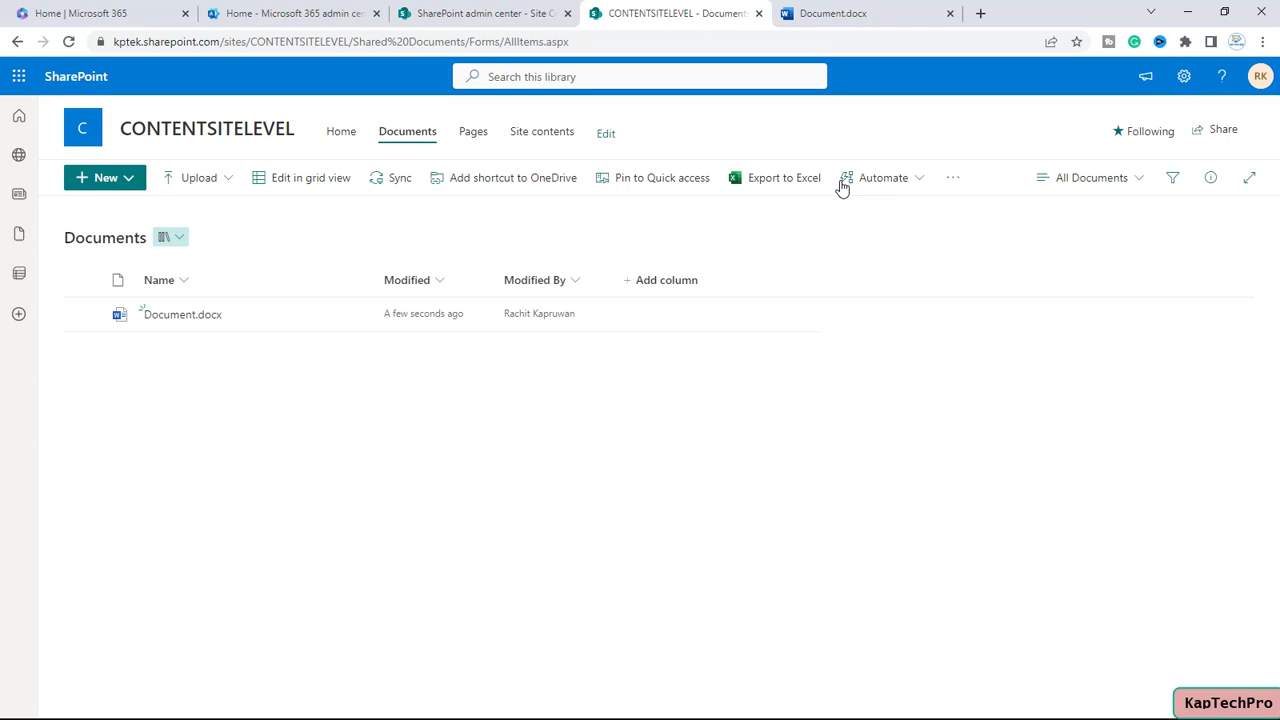 Home | Microsoft 365
Home - Microsoft 365 admin cen
SharePoint admin center - Site C
CONTENTSITELEVEL - Document
Document.docx
kptek.sharepoint.com/sites/CONTENTSITELEVEL/Shared%20Documents/Forms/AllItems.aspx
SharePoint
Search this library
RK
C
CONTENTSITELEVEL
Home
Documents
Pages
Site contents
Edit
Following
Share
New
Upload
Edit in grid view
Sync
Add shortcut to OneDrive
Pin to Quick access
Export to Excel
Automate
All Documents
Documents
Name
Modified
Modified By
Add column
Document.docx
A few seconds ago
Rachit Kapruwan
KapTechPro